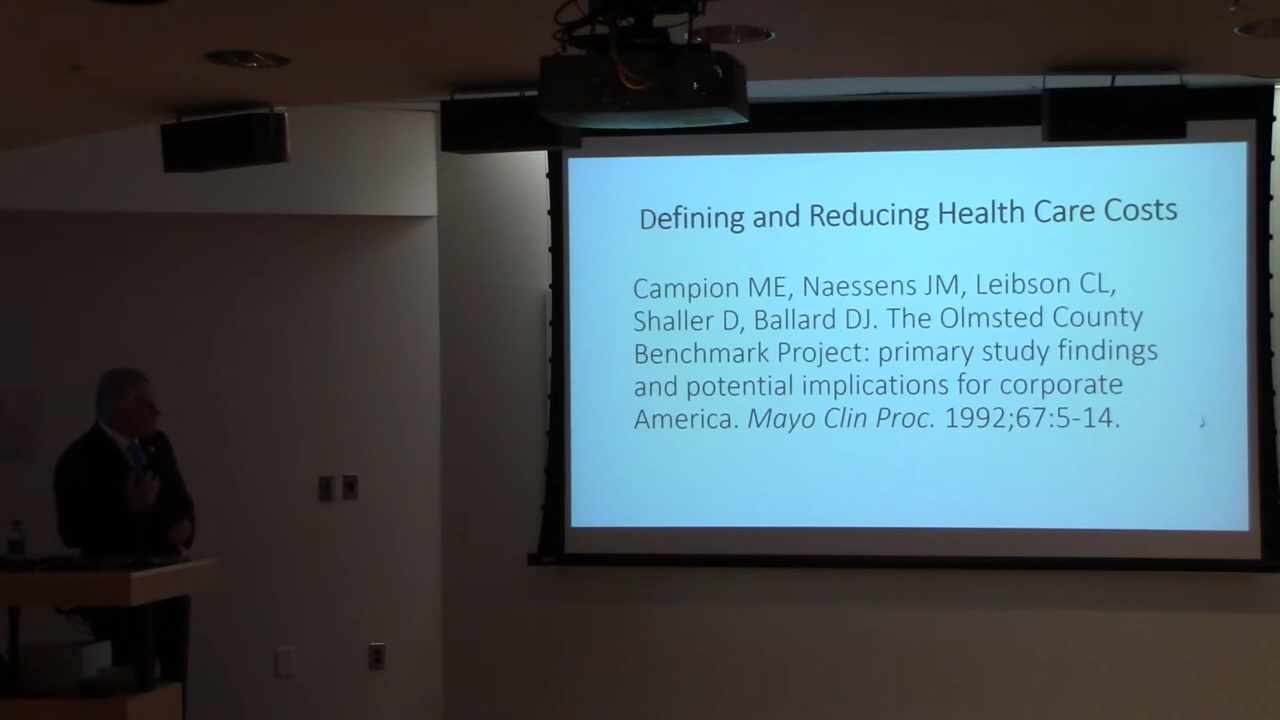 Defining and Reducing Health Care Costs
Campion ME, Naessens JM, Leibson CL,
Shaller D, Ballard DJ. The Olmsted County
Benchmark Project: primary study findings
and potential implications for corporate
America. Mayo Clin Proc. 1992;67:5-14.